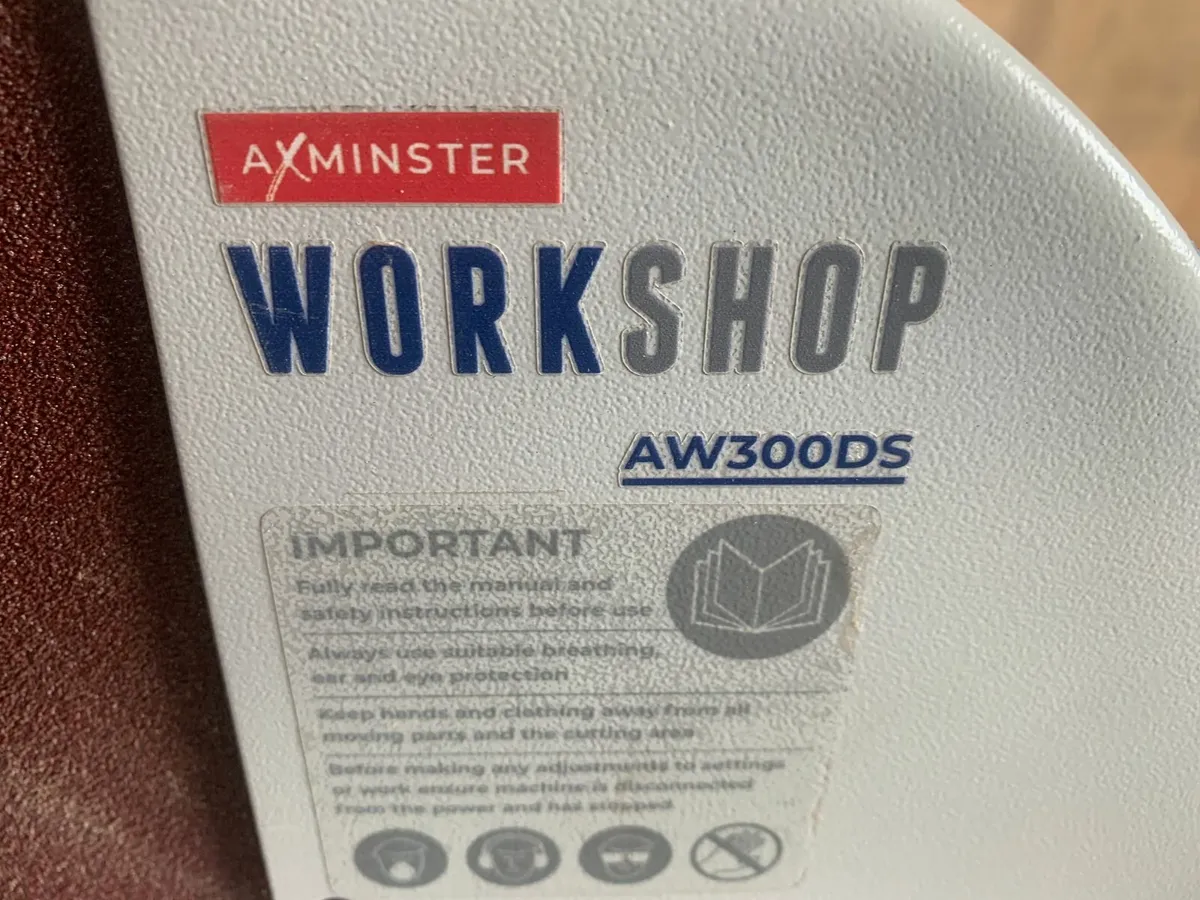 AXMINSTER
WORKSHOP
AW300DS
IMPORTANT
Fully read the manual and
safety instructions before use
Always use suitable breathing,
ear and eye protection
Keep hands and clothing away from all
moving parts and the cutting area
Before making any adjustments to settings
or work ensure machine is disconnected
from the power and has stopped